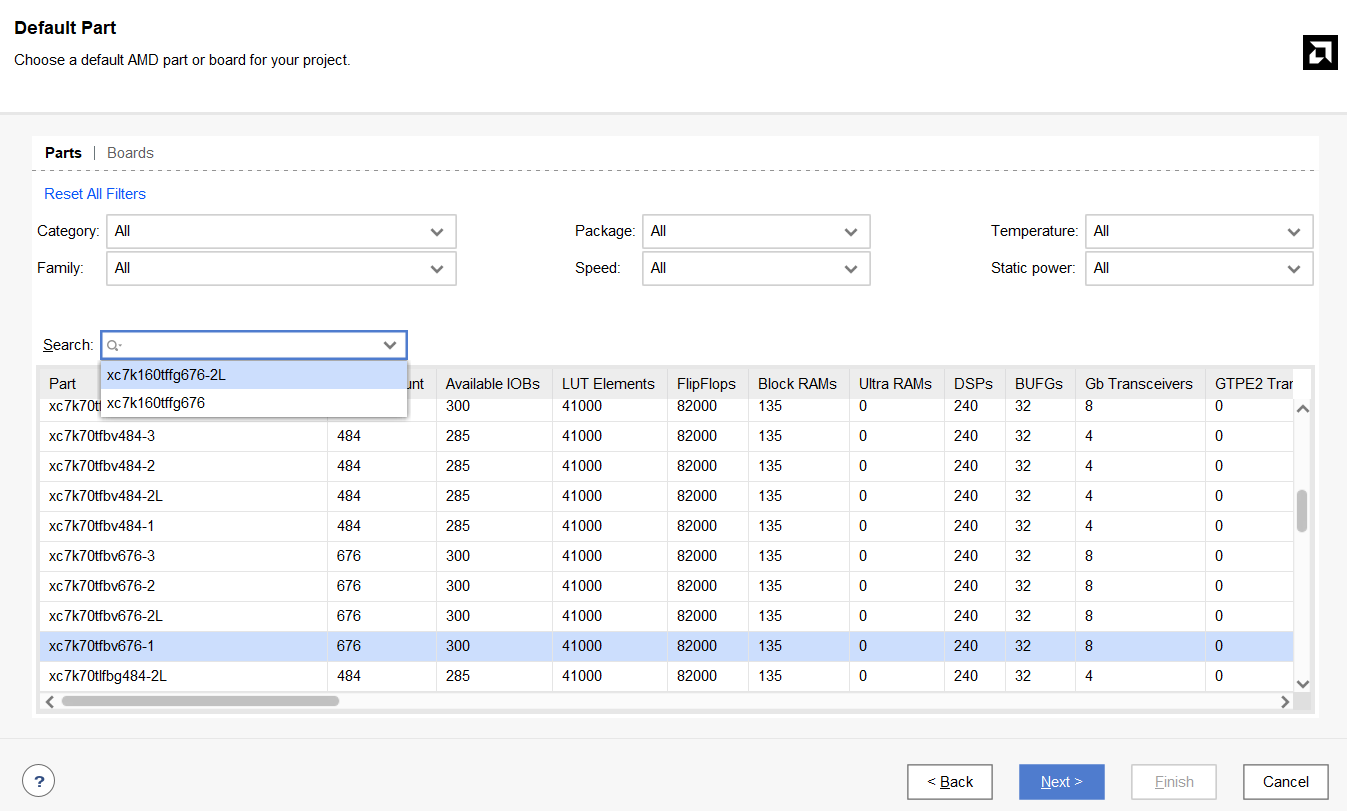 Default Part
Choose a default AMD part or board for your project.
Parts | Boards
Reset All Filters
Category: All Package: All Temperature: All
Family: All Speed: All Static power: All
Search:
xc7k160tffg676-2L
xc7k160tffg676
Part Available IOBs LUT Elements FlipFlops Block RAMs Ultra RAMs DSPs BUFGs Gb Transceivers
300 41000 82000 135 0 240 32 8 0
xc7k70tfbv484-3 484 285 41000 82000 135 0 240 32 4 0
xc7k70tfbv484-2 484 285 41000 82000 135 0 240 32 4 0
xc7k70tfbv484-2L 484 285 41000 82000 135 0 240 32 4 0
xc7k70tfbv484-1 484 285 41000 82000 135 0 240 32 4 0
xc7k70tfbv676-3 676 300 41000 82000 135 0 240 32 8 0
xc7k70tfbv676-2 676 300 41000 82000 135 0 240 32 8 0
xc7k70tfbv676-2L 676 300 41000 82000 135 0 240 32 8 0
xc7k70tfbv676-1 676 300 41000 82000 135 0 240 32 8 0
xc7k70tlfbg484-2L 484 285 41000 82000 135 0 240 32 4 0
? < Back Next > Finish Cancel